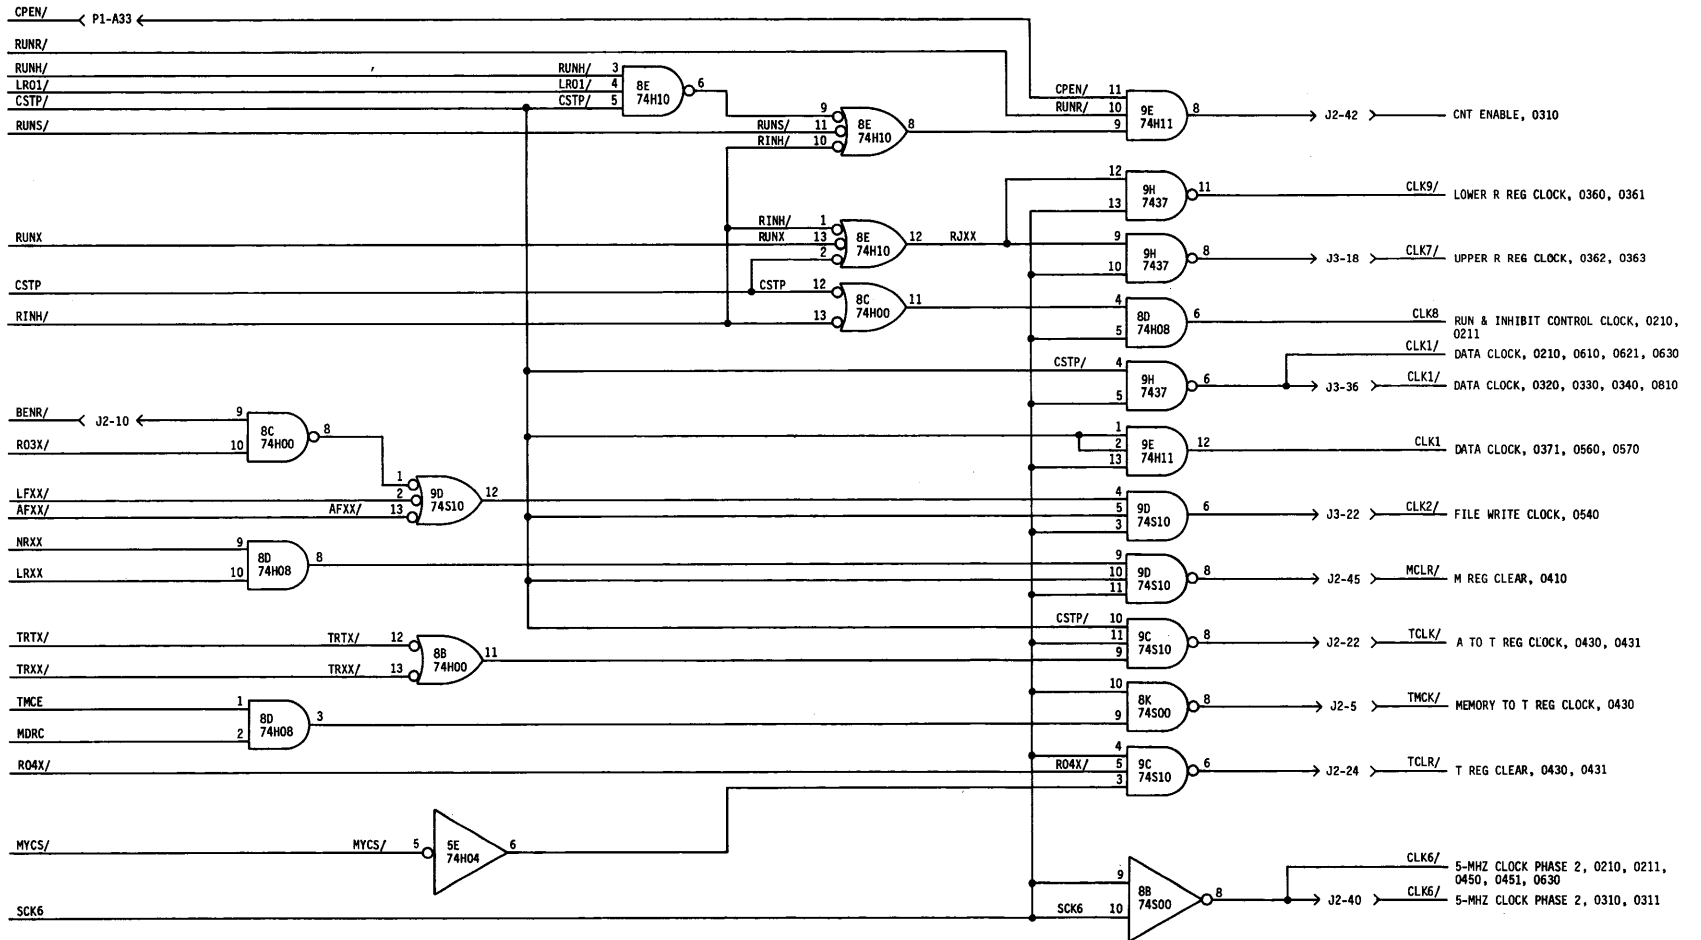 CPEN/ P1-A33
RUNR/
RUNH/ RUNH/ 3
LRO1/ LRO1/ 4 8E 74H10 6
CSTP/ CSTP/ 5
CPEN/ 11
RUNR/ 10 9E 74H11 8 J2-42 CNT ENABLE, 0310
9
RUNS/ RUNS/ 11
9 8E 74H10 8
RINH/ 10
12 9H 7437 11 CLK9/ LOWER R REG CLOCK, 0360, 0361
13
RINH/ 1
RUNX RUNX 13 8E 74H10 12 RJXX
2
9 9H 7437 8 J3-18 CLK7/ UPPER R REG CLOCK, 0362, 0363
10
CSTP CSTP 12 8C 74H00 11
RINH/ 13
4 8D 74H08 6 CLK8 RUN & INHIBIT CONTROL CLOCK, 0210,
5 0211
CLK1/ DATA CLOCK, 0210, 0610, 0621, 0630
CSTP/ 4 9H 7437 6 J3-36 CLK1/ DATA CLOCK, 0320, 0330, 0340, 0810
5
BENR/ J2-10 9 8C 74H00 8
RO3X/ 10
1
2 9E 74H11 12 CLK1 DATA CLOCK, 0371, 0560, 0570
13
1
LFXX/ 2 9D 74S10 12
AFXX/ AFXX/ 13
4
5 9D 74S10 6 J3-22 CLK2/ FILE WRITE CLOCK, 0540
3
NRXX 9 8D 74H08 8
LRXX 10
9
10 9D 74S10 8 J2-45 MCLR/ M REG CLEAR, 0410
11
TRTX/ TRTX/ 12 8B 74H00 11
TRXX/ TRXX/ 13
CSTP/ 10
11 9C 74S10 8 J2-22 TCLK/ A TO T REG CLOCK, 0430, 0431
9
TMCE 1 8D 74H08 3
MDRC 2
10 8K 74S00 8 J2-5 TMCK/ MEMORY TO T REG CLOCK, 0430
9
4
RO4X/ RO4X/ 5 9C 74S10 6 J2-24 TCLR/ T REG CLEAR, 0430, 0431
3
MYCS/ MYCS/ 5 5E 74H04 6
CLK6/ 5-MHZ CLOCK PHASE 2, 0210, 0211,
0450, 0451, 0630
9 8B 74S00 8 J2-40 CLK6/ 5-MHZ CLOCK PHASE 2, 0310, 0311
SCK6 SCK6 10